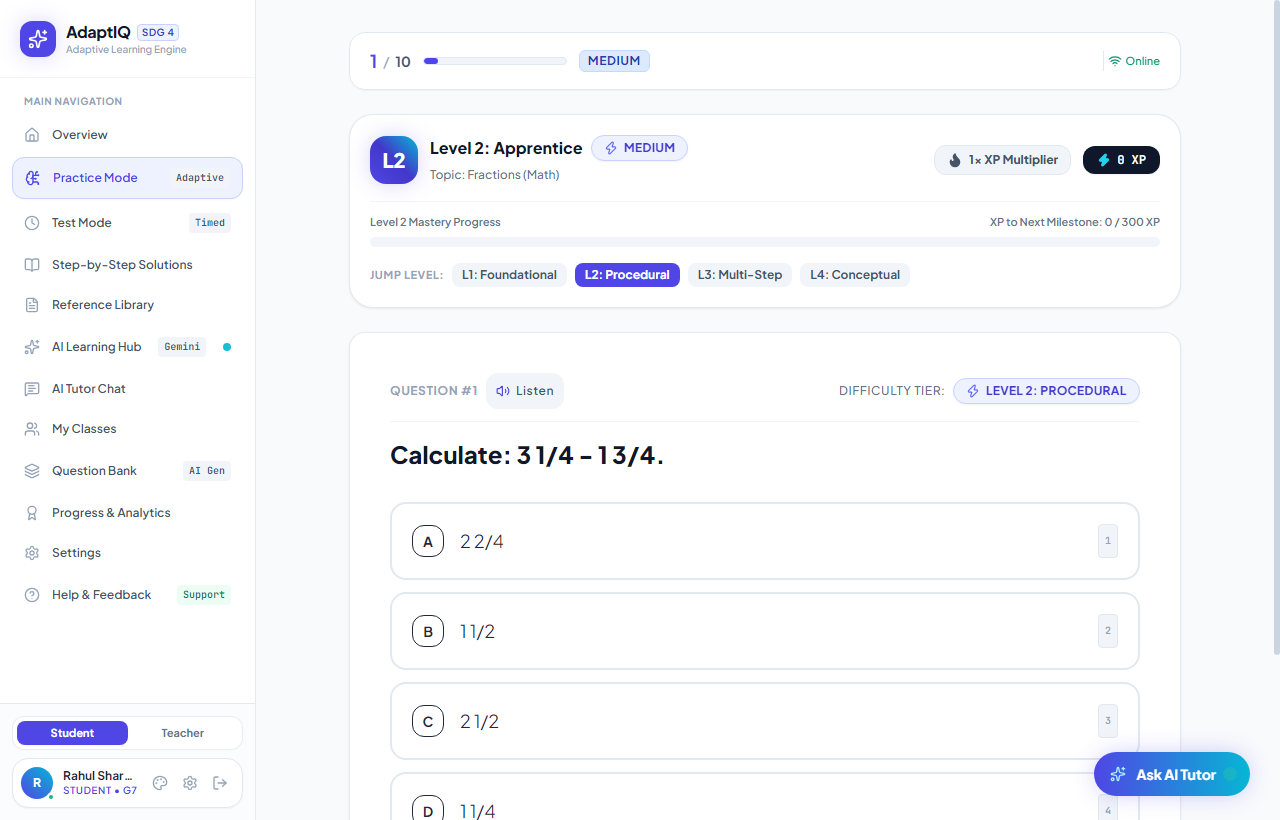 AdaptIQ SDG 4
Adaptive Learning Engine
MAIN NAVIGATION
Overview
Practice Mode Adaptive
Test Mode Timed
Step-by-Step Solutions
Reference Library
AI Learning Hub Gemini
AI Tutor Chat
My Classes
Question Bank AI Gen
Progress & Analytics
Settings
Help & Feedback Support
Student Teacher
R Rahul Shar...
STUDENT • G7
1 / 10 MEDIUM Online
L2 Level 2: Apprentice MEDIUM
Topic: Fractions (Math)
1× XP Multiplier 0 XP
Level 2 Mastery Progress XP to Next Milestone: 0 / 300 XP
JUMP LEVEL: L1: Foundational L2: Procedural L3: Multi-Step L4: Conceptual
QUESTION #1 Listen DIFFICULTY TIER: LEVEL 2: PROCEDURAL
Calculate: 3 1/4 - 1 3/4.
A 2 2/4 1
B 1 1/2 2
C 2 1/2 3
D 1 1/4 4
Ask AI Tutor